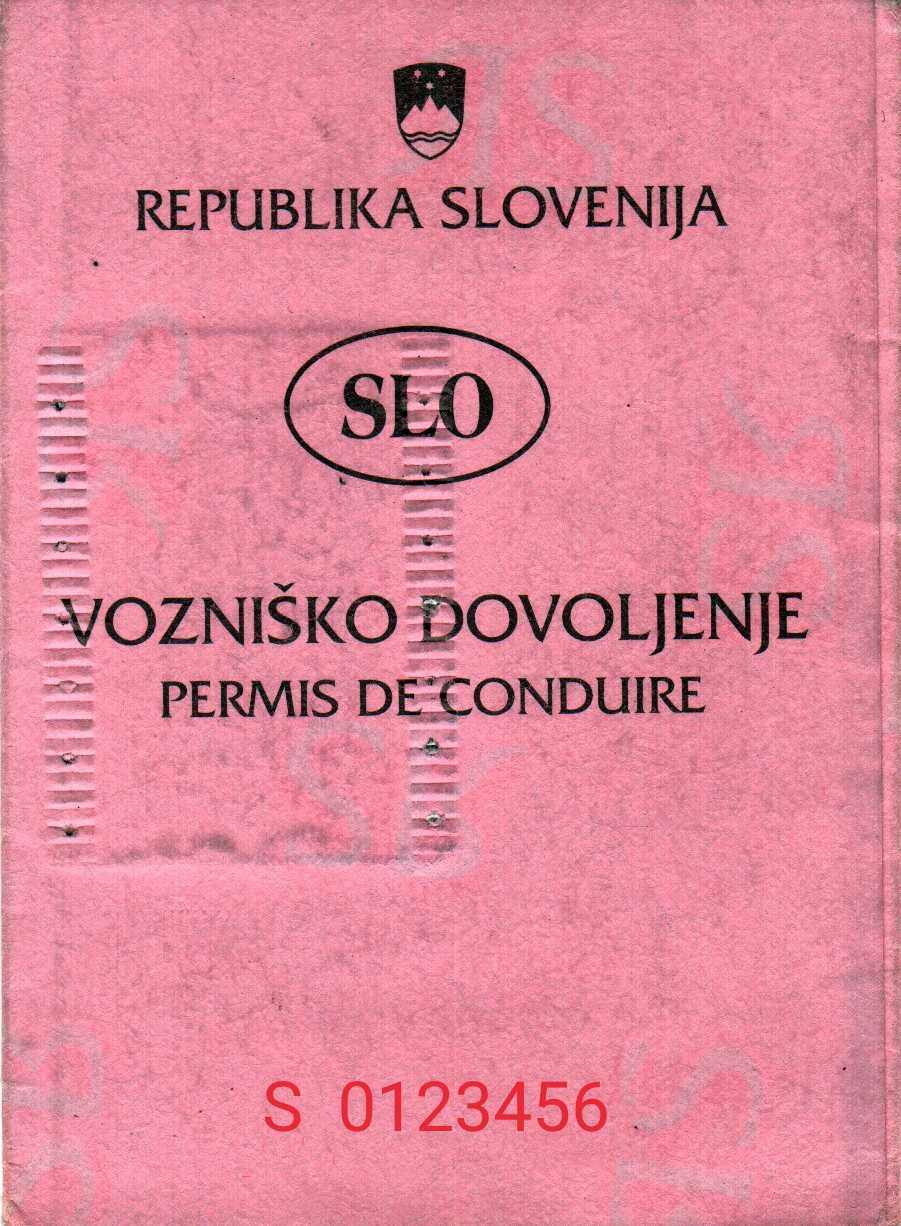 REPUBLIKA SLOVENIJA
SLO
VOZNIŠKO DOVOLJENJE
PERMIS DE CONDUIRE
S 0123456